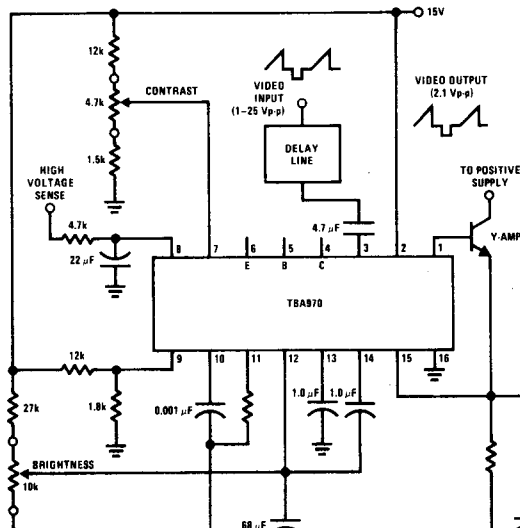 15V
12k
4.7k
CONTRAST
1.5k
VIDEO
INPUT
(1-25 Vp-p)
VIDEO OUTPUT
(2.1 Vp-p)
DELAY
LINE
HIGH
VOLTAGE
SENSE
TO POSITIVE
SUPPLY
4.7k
22 µF
4.7 µF
Y-AMP
8 7 6 5 4 3 2 1
E B C
TBA970
9 10 11 12 13 14 15 16
12k
1.8k
0.001 µF
1.0 µF
1.0 µF
27k
BRIGHTNESS
10k
68 µF